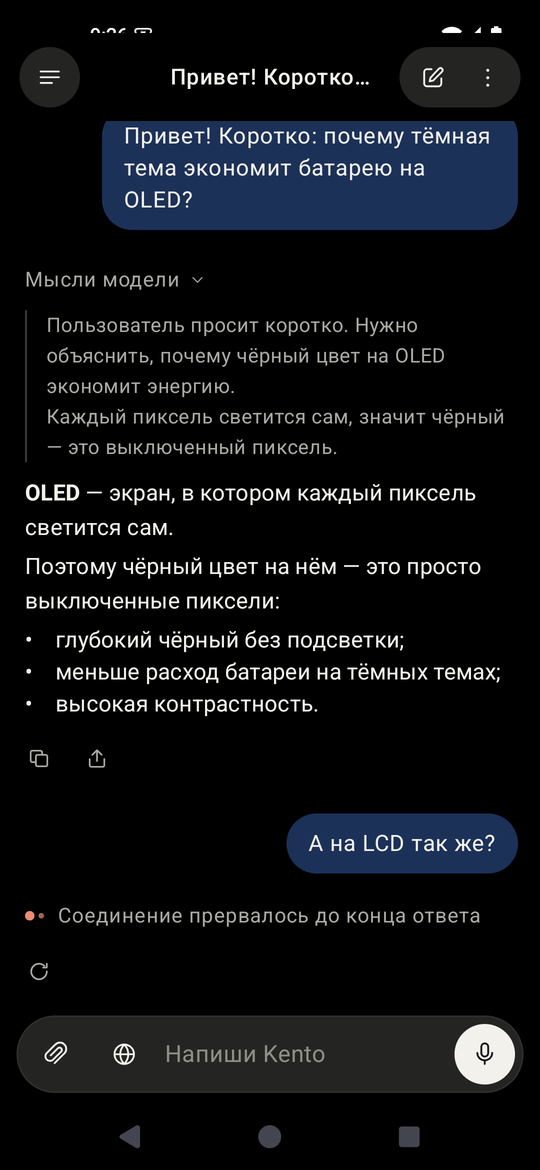 Привет! Коротко...
Привет! Коротко: почему тёмная
тема экономит батарею на
OLED?
Мысли модели
Пользователь просит коротко. Нужно
объяснить, почему чёрный цвет на OLED
экономит энергию.
Каждый пиксель светится сам, значит чёрный
— это выключенный пиксель.
OLED — экран, в котором каждый пиксель
светится сам.
Поэтому чёрный цвет на нём — это просто
выключенные пиксели:
• глубокий чёрный без подсветки;
• меньше расход батареи на тёмных темах;
• высокая контрастность.
А на LCD так же?
Соединение прервалось до конца ответа
Напиши Kento